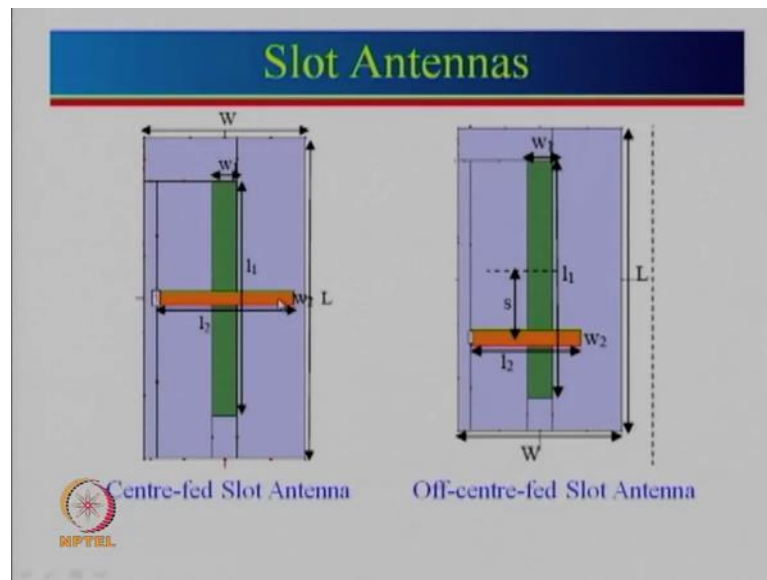 Slot Antennas
W
w₁
l₁
w₂ L
l₂
w₁
l₁
L
s
w₂
l₂
W
Centre-fed Slot Antenna
Off-centre-fed Slot Antenna
NPTEL